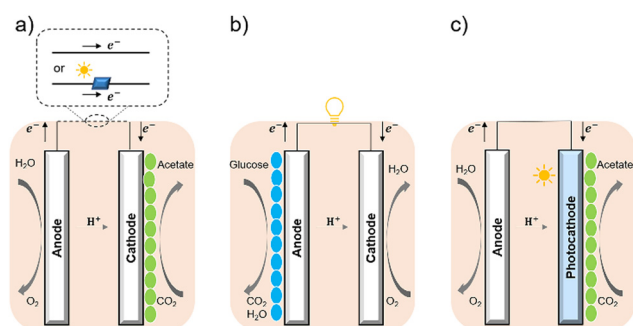 a)
→ e⁻
or
→ e⁻
e⁻
e⁻
H₂O
Acetate
Anode
H⁺
Cathode
O₂
CO₂
b)
e⁻
e⁻
Glucose
H₂O
Anode
H⁺
Cathode
CO₂
H₂O
O₂
c)
e⁻
e⁻
H₂O
Acetate
Anode
H⁺
Photocathode
O₂
CO₂